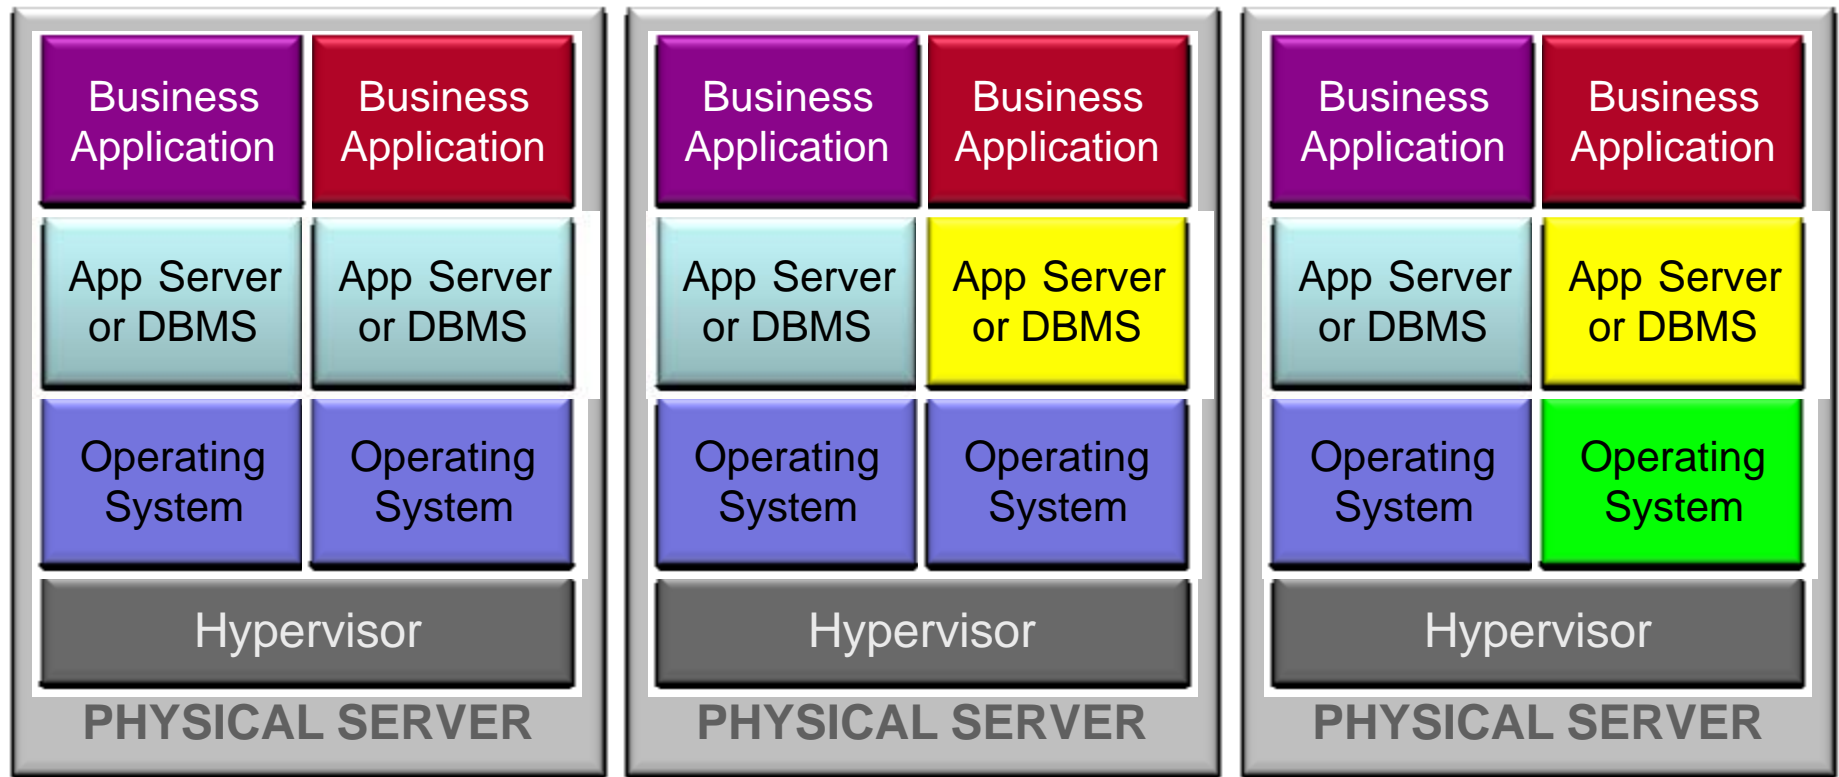 Business
Application
Business
Application
App Server
or DBMS
App Server
or DBMS
Operating
System
Operating
System
Hypervisor
PHYSICAL SERVER
Business
Application
Business
Application
App Server
or DBMS
App Server
or DBMS
Operating
System
Operating
System
Hypervisor
PHYSICAL SERVER
Business
Application
Business
Application
App Server
or DBMS
App Server
or DBMS
Operating
System
Operating
System
Hypervisor
PHYSICAL SERVER